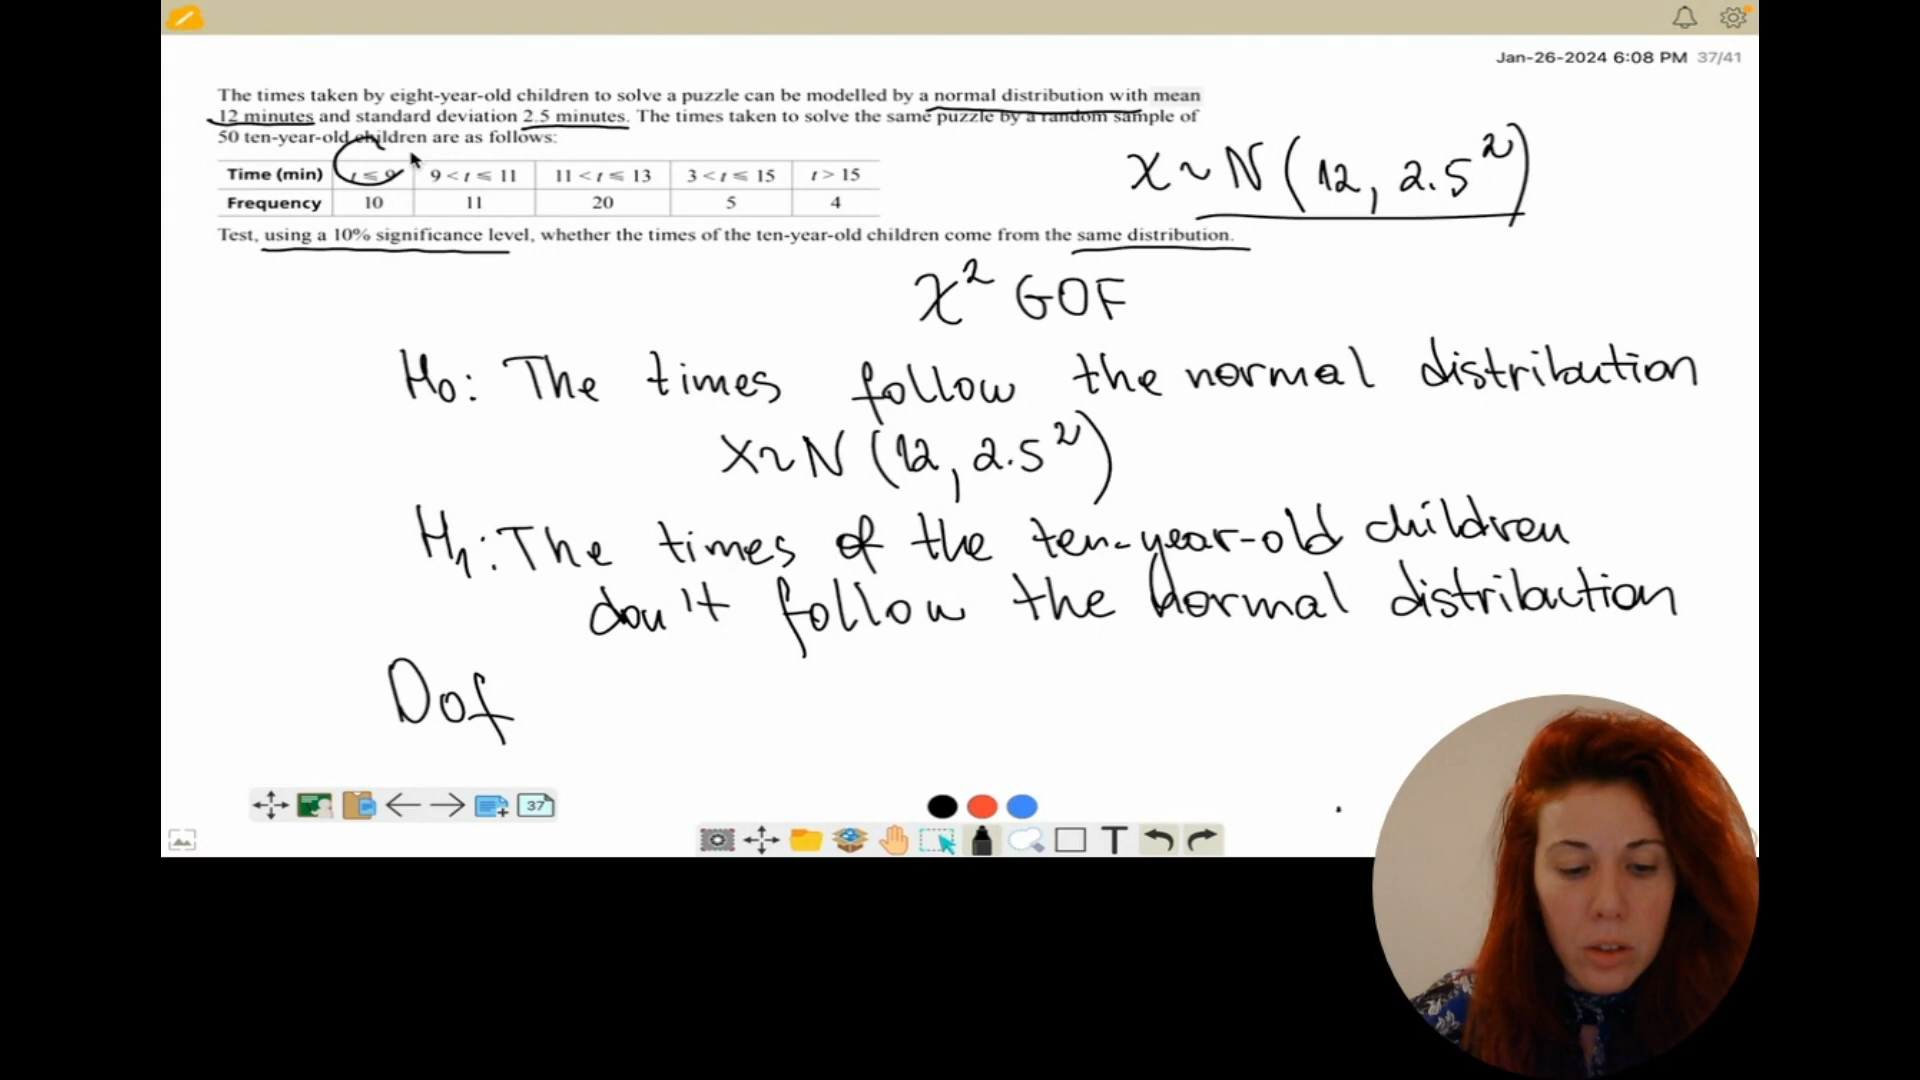 Jan-26-2024 6:08 PM 37/41
The times taken by eight-year-old children to solve a puzzle can be modelled by a normal distribution with mean
12 minutes and standard deviation 2.5 minutes. The times taken to solve the same puzzle by a random sample of
50 ten-year-old children are as follows:
Time (min) t ≤ 9 9 < t ≤ 11 11 < t ≤ 13 3 < t ≤ 15 t > 15
Frequency 10 11 20 5 4
Test, using a 10% significance level, whether the times of the ten-year-old children come from the same distribution.
X ~ N (12, 2.5²)
χ² GOF
H₀: The times follow the normal distribution
X ~ N (12, 2.5²)
H₁: The times of the ten-year-old children
don't follow the normal distribution
Dof
37
T